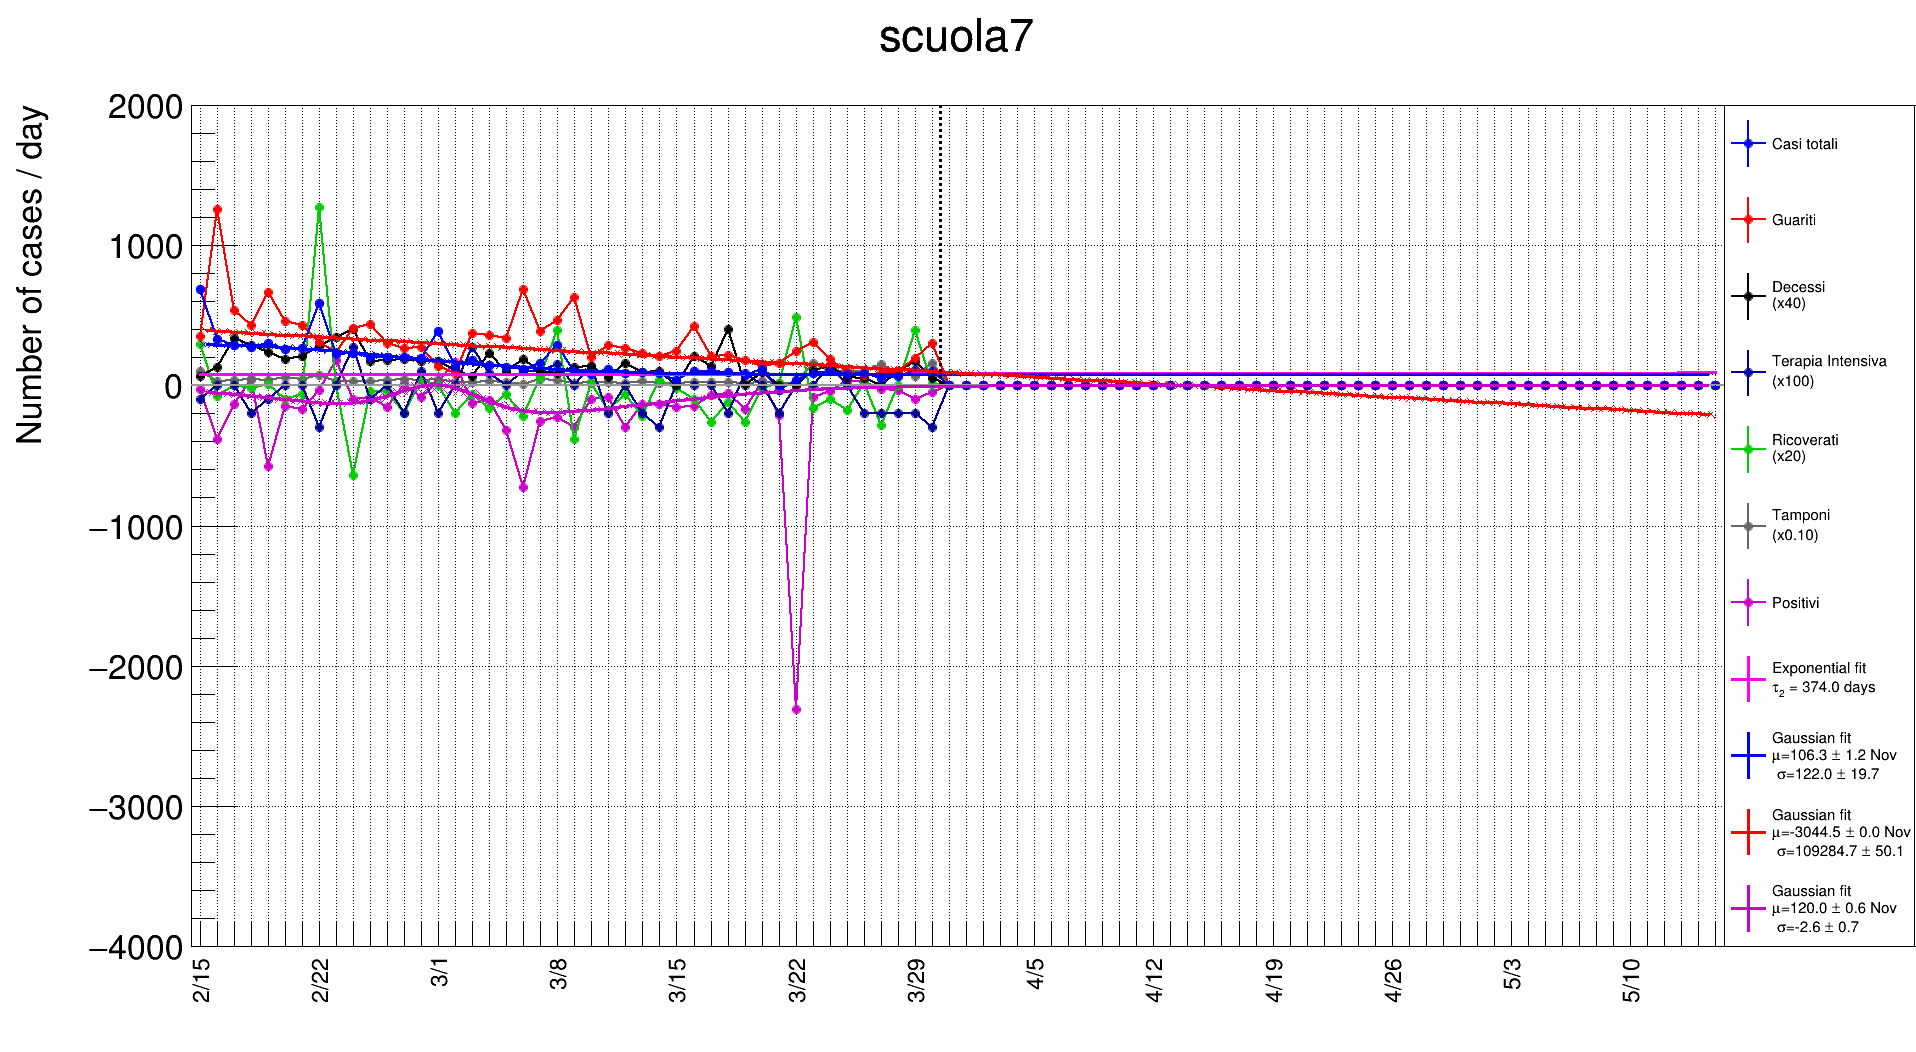 scuola7
Number of cases / day
2000
1000
0
−1000
−2000
−3000
−4000
2/15
2/22
3/1
3/8
3/15
3/22
3/29
4/5
4/12
4/19
4/26
5/3
5/10
Casi totali
Guariti
Decessi
(x40)
Terapia Intensiva
(x100)
Ricoverati
(x20)
Tamponi
(x0.10)
Positivi
Exponential fit
τ2 = 374.0 days
Gaussian fit
μ=106.3 ± 1.2 Nov
σ=122.0 ± 19.7
Gaussian fit
μ=-3044.5 ± 0.0 Nov
σ=109284.7 ± 50.1
Gaussian fit
μ=120.0 ± 0.6 Nov
σ=-2.6 ± 0.7